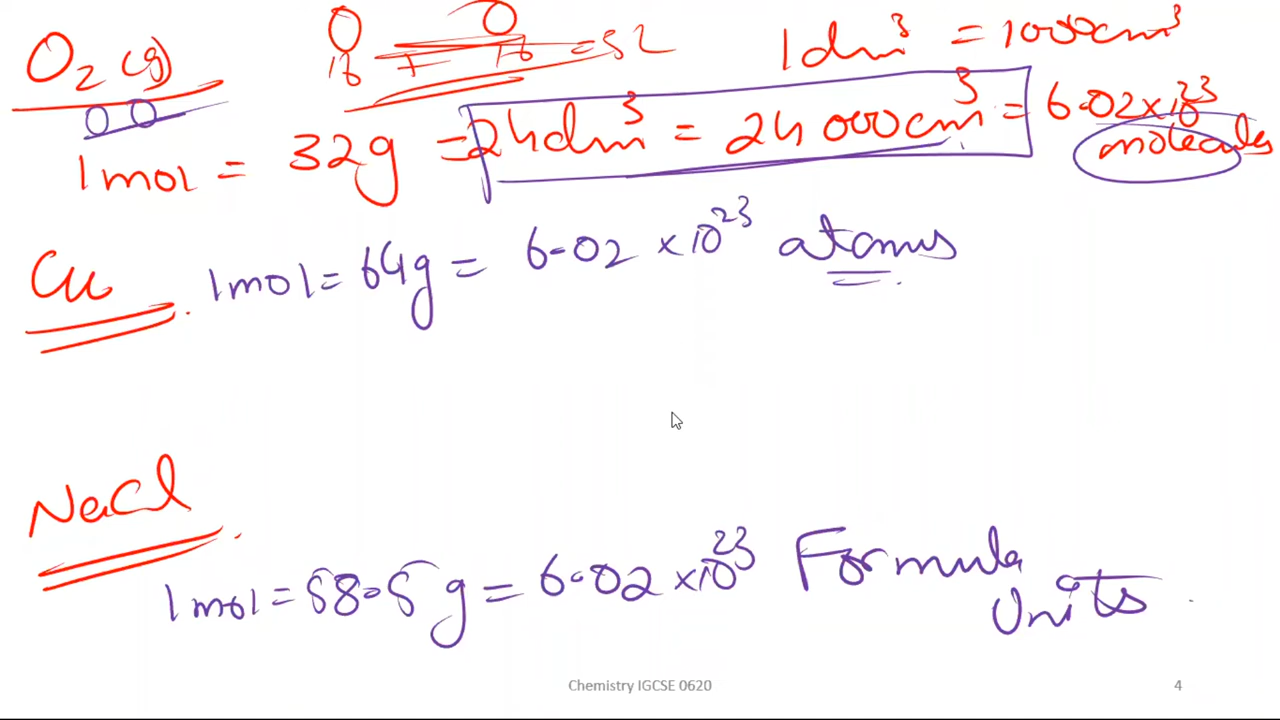 O₂(g)
O O
16 + 16 = 32
1dm³ = 1000cm³
1mol = 32g = 24dm³ = 24000cm³ = 6.02×10²³ molecules
Cu
1mol = 64g = 6.02 ×10²³ atoms
NaCl
1mol = 58.5g = 6.02 ×10²³ Formula
Units
Chemistry IGCSE 0620
4